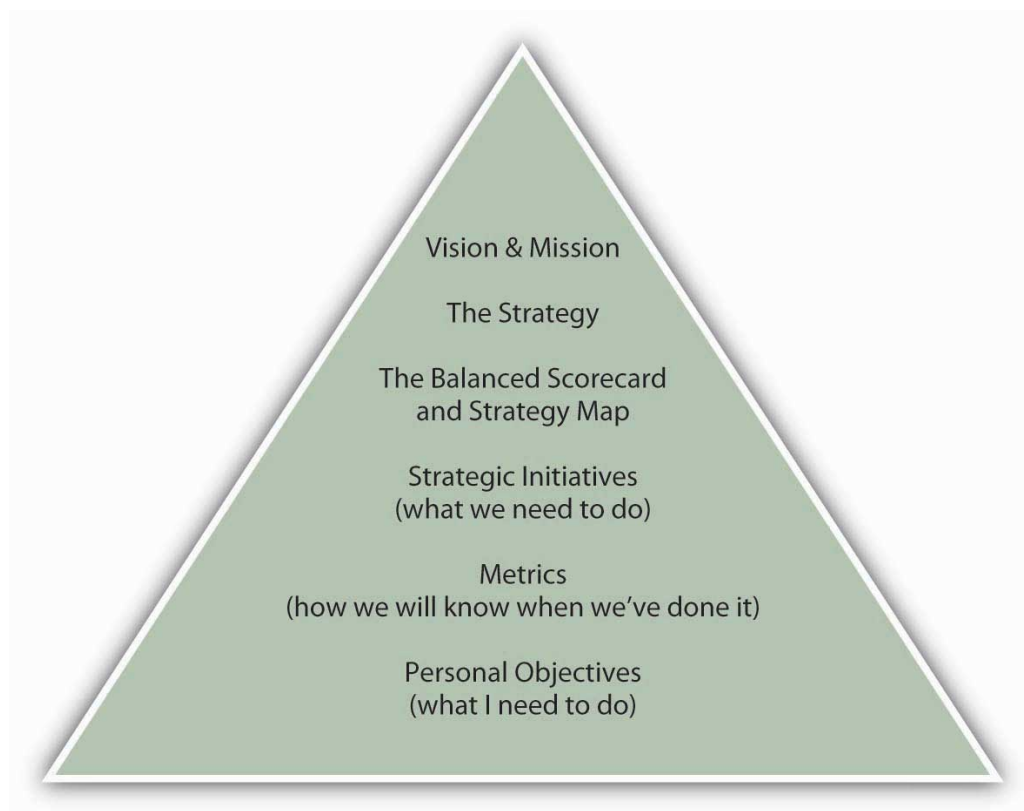 Vision & Mission
The Strategy
The Balanced Scorecard
and Strategy Map
Strategic Initiatives
(what we need to do)
Metrics
(how we will know when we’ve done it)
Personal Objectives
(what I need to do)